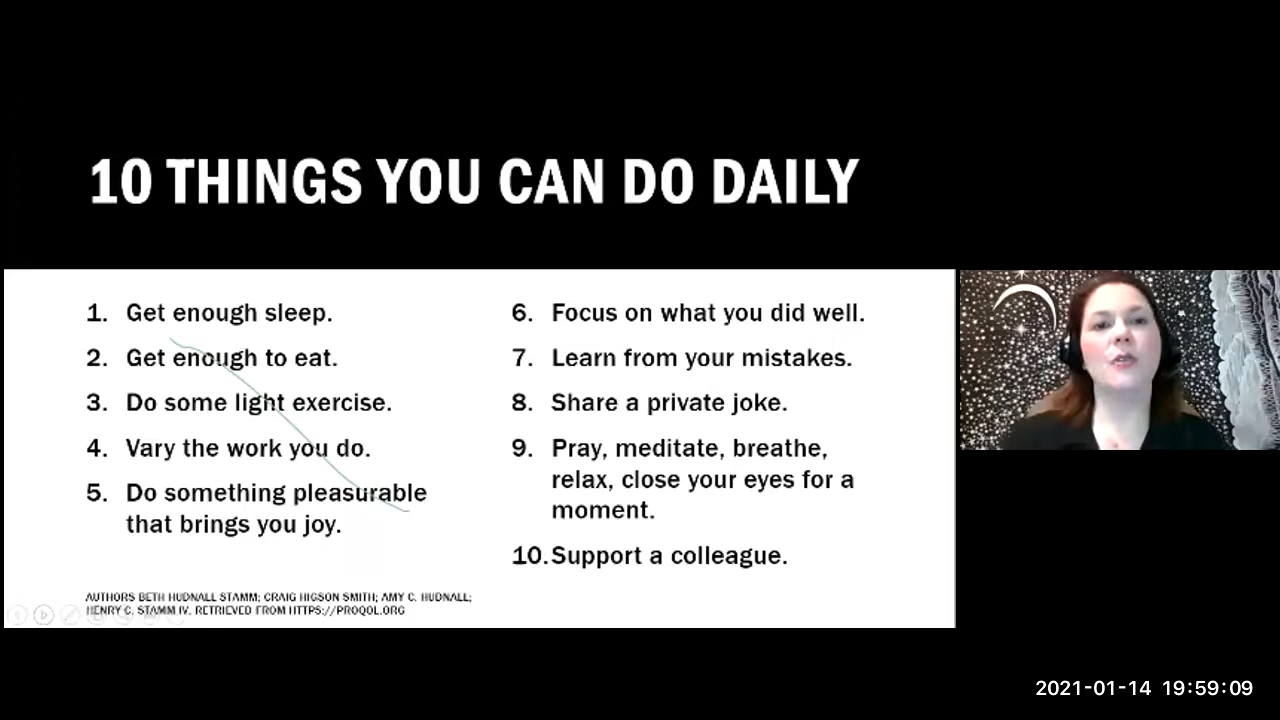 10 THINGS YOU CAN DO DAILY
1. Get enough sleep.
2. Get enough to eat.
3. Do some light exercise.
4. Vary the work you do.
5. Do something pleasurable
that brings you joy.
6. Focus on what you did well.
7. Learn from your mistakes.
8. Share a private joke.
9. Pray, meditate, breathe,
relax, close your eyes for a
moment.
10. Support a colleague.
AUTHORS BETH HUDNALL STAMM; CRAIG HIGSON SMITH; AMY C. HUDNALL;
HENRY C. STAMM IV. RETRIEVED FROM HTTPS://PROQOL.ORG
2021-01-14 19:59:09